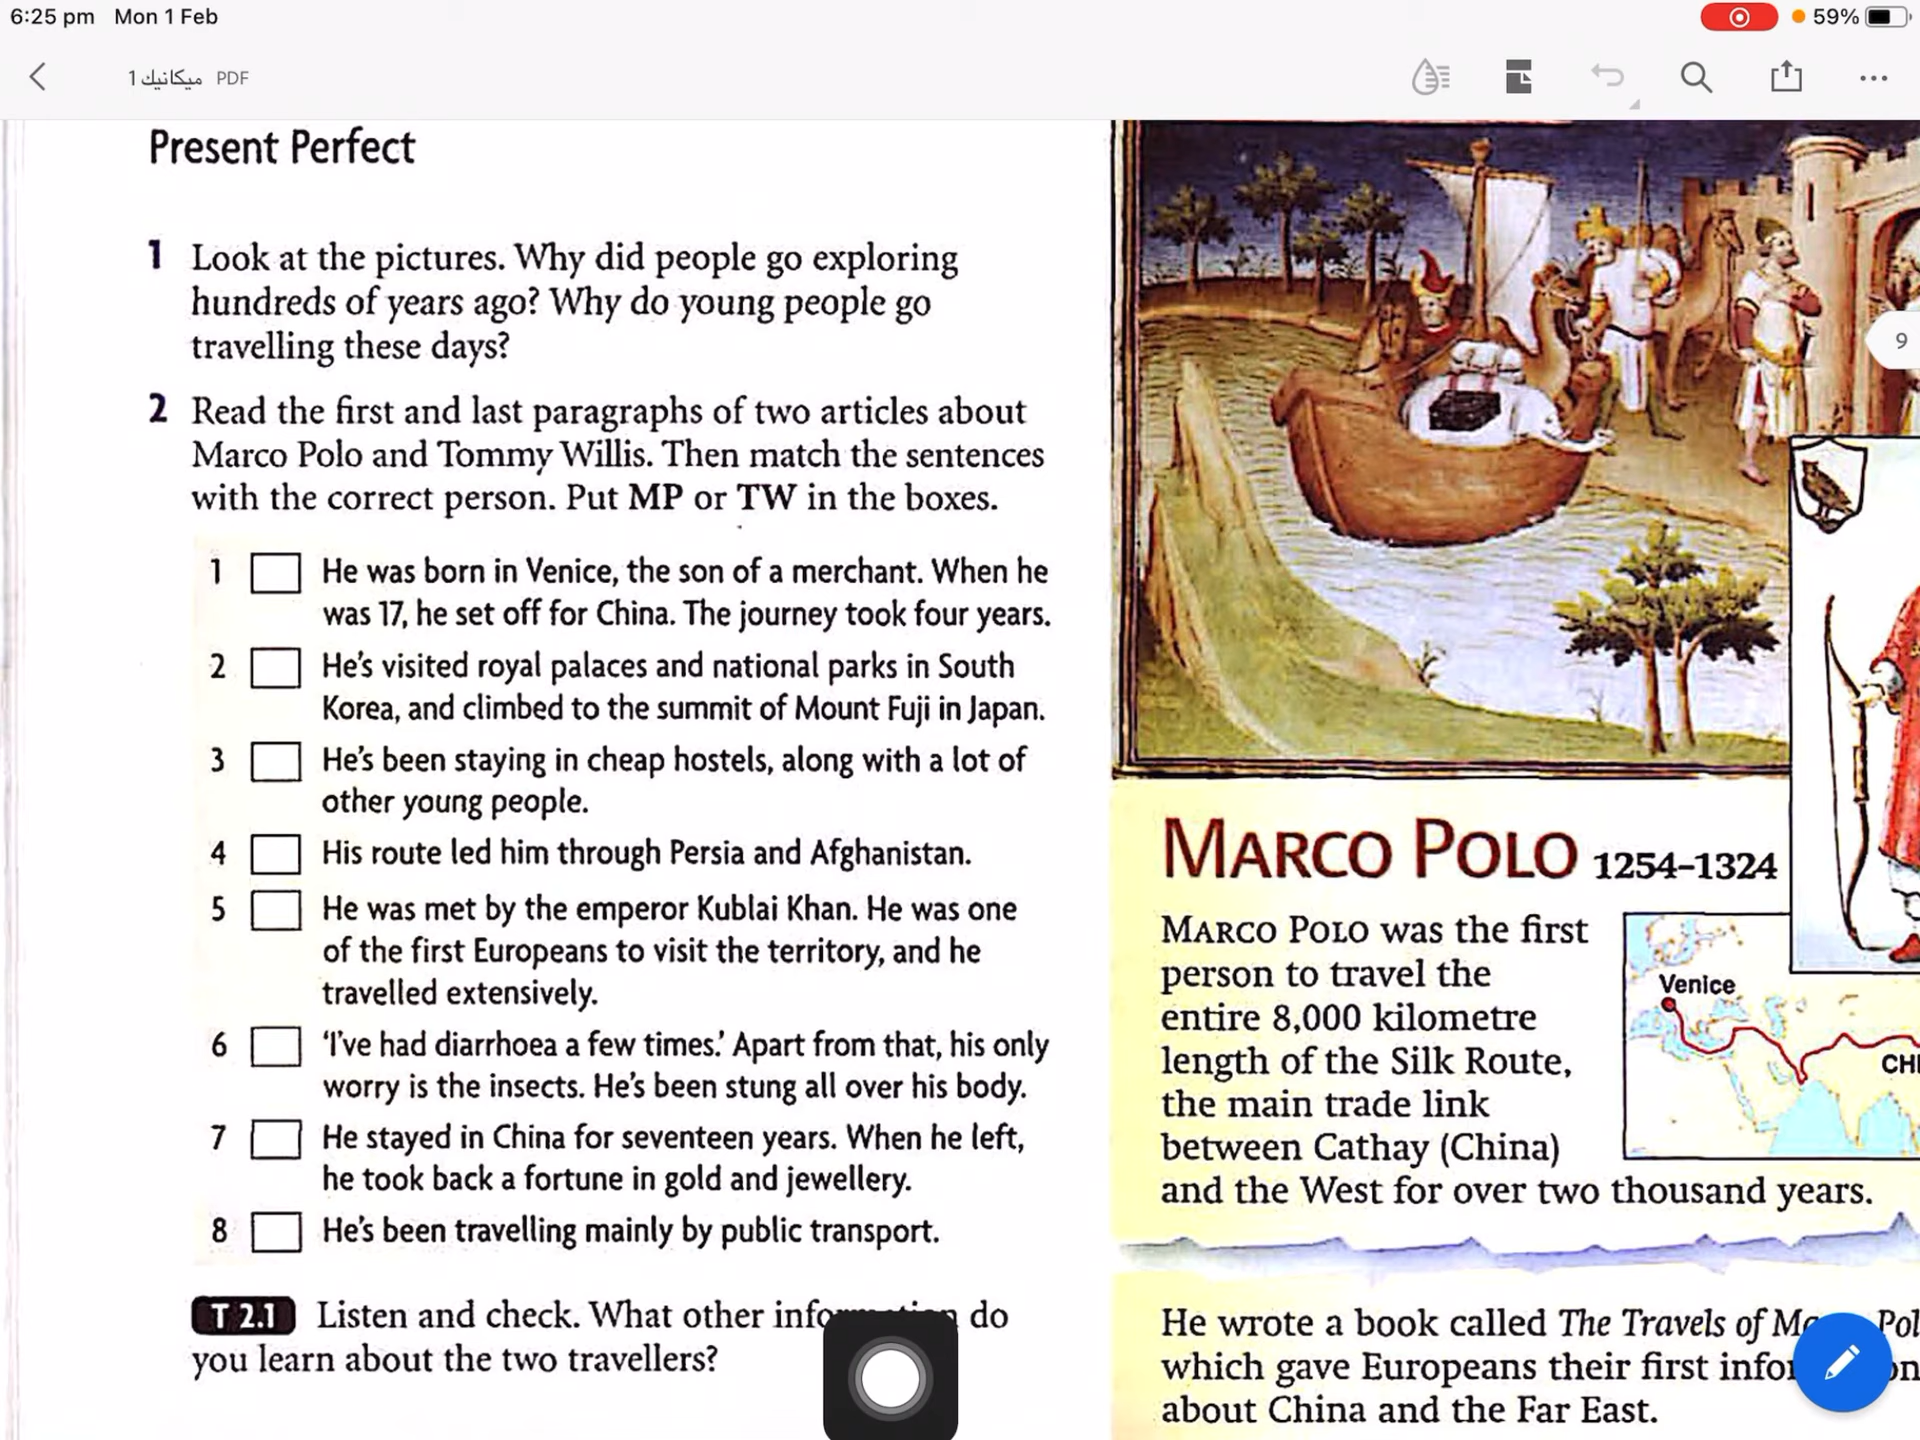 6:25 pm Mon 1 Feb
59%
ميكانيك 1 PDF
Present Perfect
1 Look at the pictures. Why did people go exploring
hundreds of years ago? Why do young people go
travelling these days?
2 Read the first and last paragraphs of two articles about
Marco Polo and Tommy Willis. Then match the sentences
with the correct person. Put MP or TW in the boxes.
1 He was born in Venice, the son of a merchant. When he
was 17, he set off for China. The journey took four years.
2 He's visited royal palaces and national parks in South
Korea, and climbed to the summit of Mount Fuji in Japan.
3 He's been staying in cheap hostels, along with a lot of
other young people.
4 His route led him through Persia and Afghanistan.
5 He was met by the emperor Kublai Khan. He was one
of the first Europeans to visit the territory, and he
travelled extensively.
6 'I've had diarrhoea a few times.' Apart from that, his only
worry is the insects. He's been stung all over his body.
7 He stayed in China for seventeen years. When he left,
he took back a fortune in gold and jewellery.
8 He's been travelling mainly by public transport.
T 2.1 Listen and check. What other do
you learn about the two travellers?
9
MARCO POLO 1254–1324
MARCO POLO was the first
person to travel the
entire 8,000 kilometre
length of the Silk Route,
the main trade link
between Cathay (China)
and the West for over two thousand years.
Venice
CHI
He wrote a book called The Travels of
which gave Europeans their first
about China and the Far East.